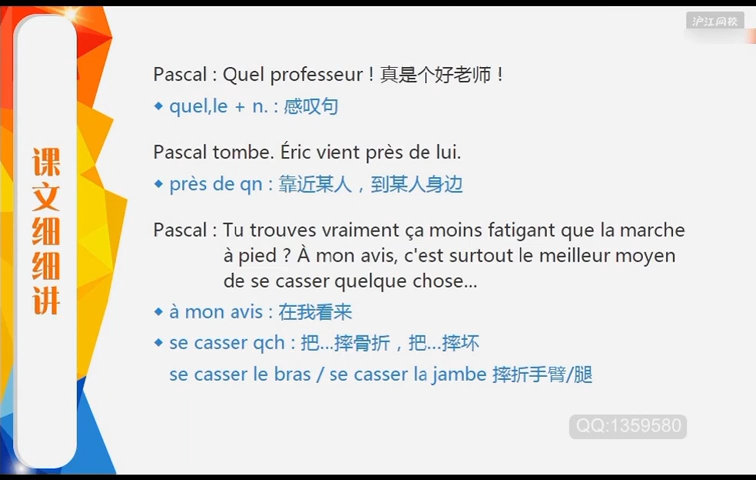 沪江网校
课文细细讲
Pascal : Quel professeur ! 真是个好老师！
quel,le + n. : 感叹句
Pascal tombe. Éric vient près de lui.
près de qn : 靠近某人，到某人身边
Pascal : Tu trouves vraiment ça moins fatigant que la marche
à pied ? À mon avis, c'est surtout le meilleur moyen
de se casser quelque chose...
à mon avis : 在我看来
se casser qch : 把...摔骨折，把...摔坏
se casser le bras / se casser la jambe 摔折手臂/腿
QQ:1359580